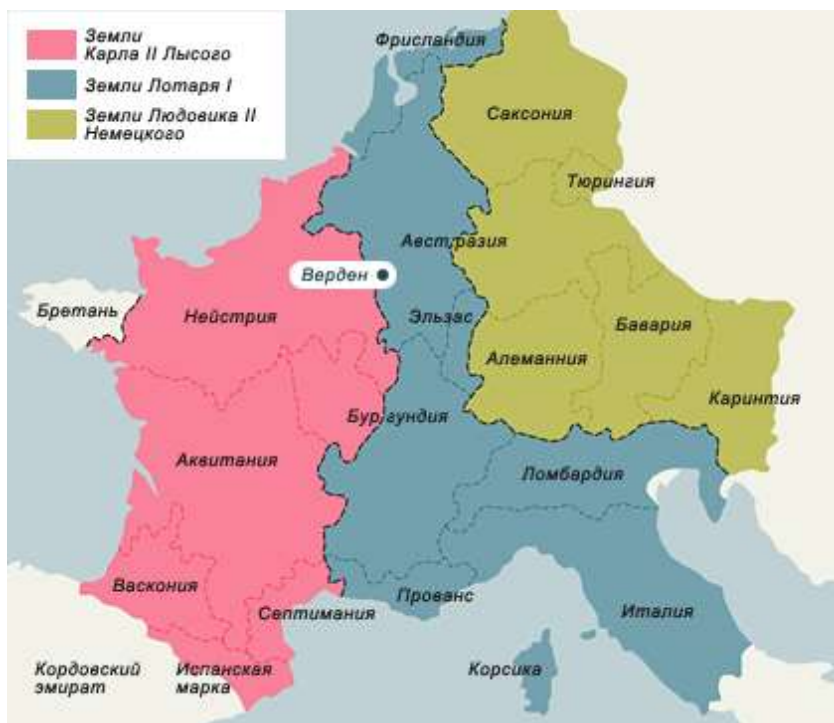 Земли
Карла II Лысого
Земли Лотаря I
Земли Людовика II
Немецкого
Фрисландия
Саксония
Тюрингия
Австразия
Верден
Бретань
Нейстрия
Эльзас
Бавария
Алеманния
Каринтия
Бургундия
Аквитания
Ломбардия
Васкония
Прованс
Септимания
Италия
Кордовский
эмират
Испанская
марка
Корсика